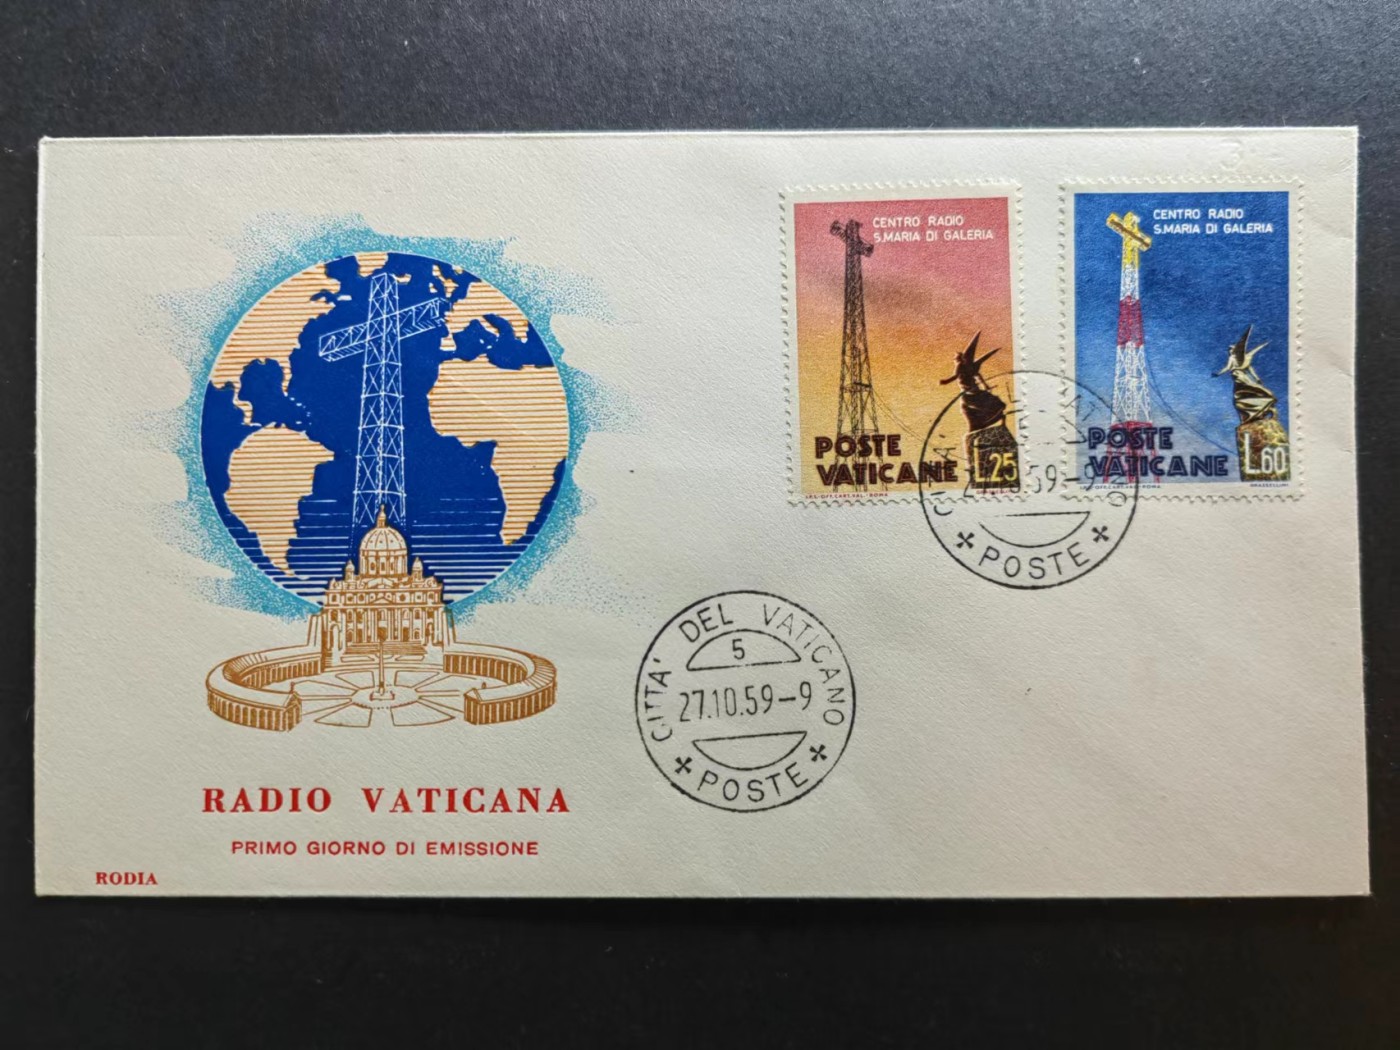 CENTRO RADIO
S.MARIA DI GALERIA
POSTE
VATICANE L.25
CENTRO RADIO
S.MARIA DI GALERIA
POSTE
VATICANE L.60
POSTE
CITTA' DEL VATICANO
5
27.10.59-9
POSTE
RADIO VATICANA
PRIMO GIORNO DI EMISSIONE
RODIA